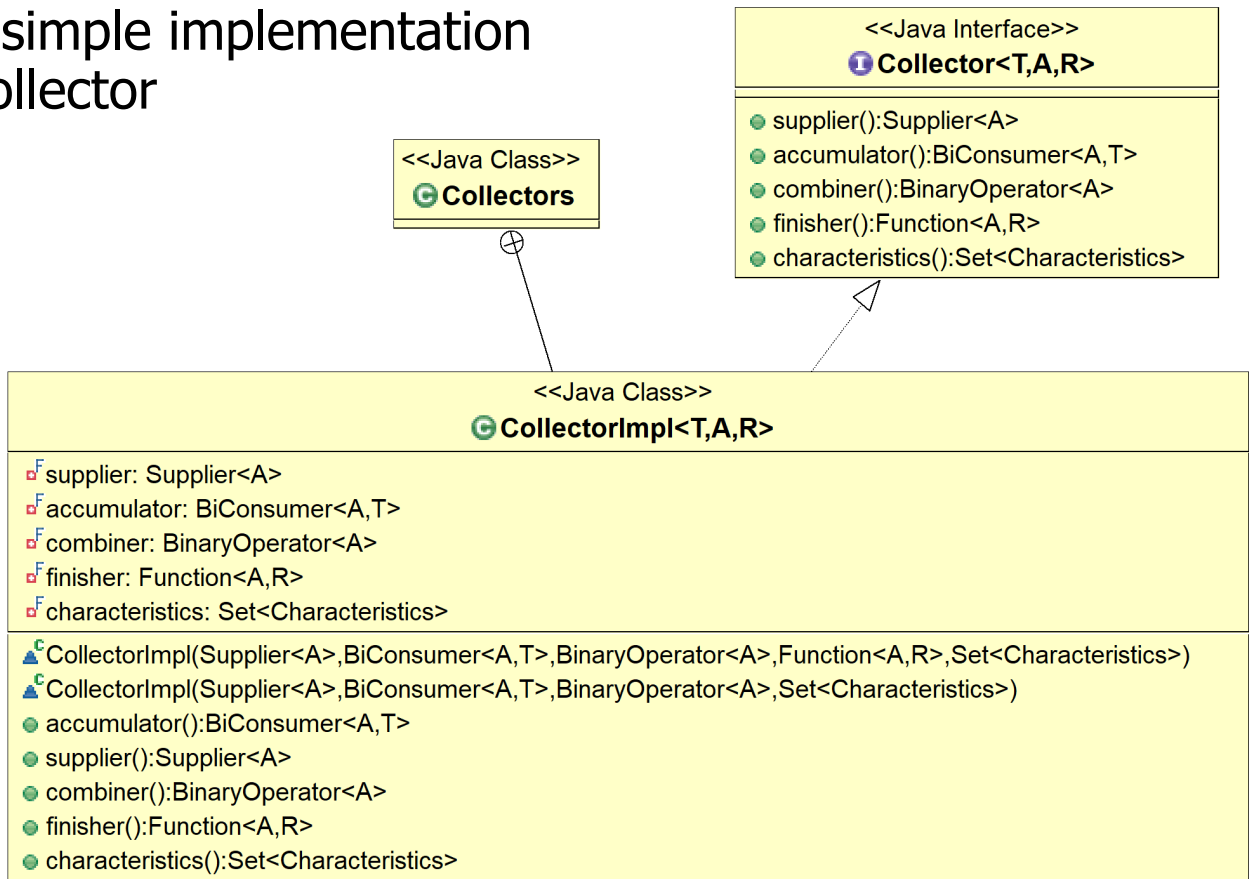 simple implementation
ollector
<<Java Interface>>
Collector<T,A,R>
supplier():Supplier<A>
accumulator():BiConsumer<A,T>
combiner():BinaryOperator<A>
finisher():Function<A,R>
characteristics():Set<Characteristics>
<<Java Class>>
Collectors
<<Java Class>>
CollectorImpl<T,A,R>
supplier: Supplier<A>
accumulator: BiConsumer<A,T>
combiner: BinaryOperator<A>
finisher: Function<A,R>
characteristics: Set<Characteristics>
CollectorImpl(Supplier<A>,BiConsumer<A,T>,BinaryOperator<A>,Function<A,R>,Set<Characteristics>)
CollectorImpl(Supplier<A>,BiConsumer<A,T>,BinaryOperator<A>,Set<Characteristics>)
accumulator():BiConsumer<A,T>
supplier():Supplier<A>
combiner():BinaryOperator<A>
finisher():Function<A,R>
characteristics():Set<Characteristics>